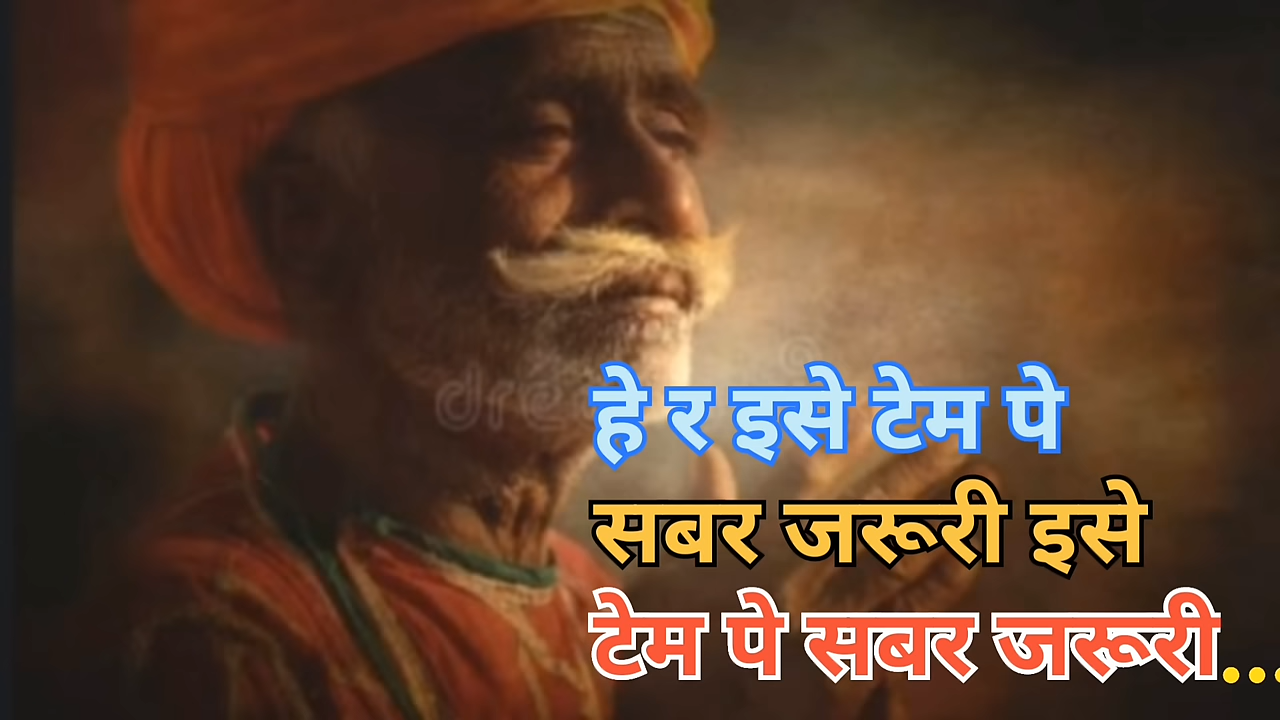 हे र इसे टेम पे
सबर जरूरी इसे
टेम पे सबर जरूरी...